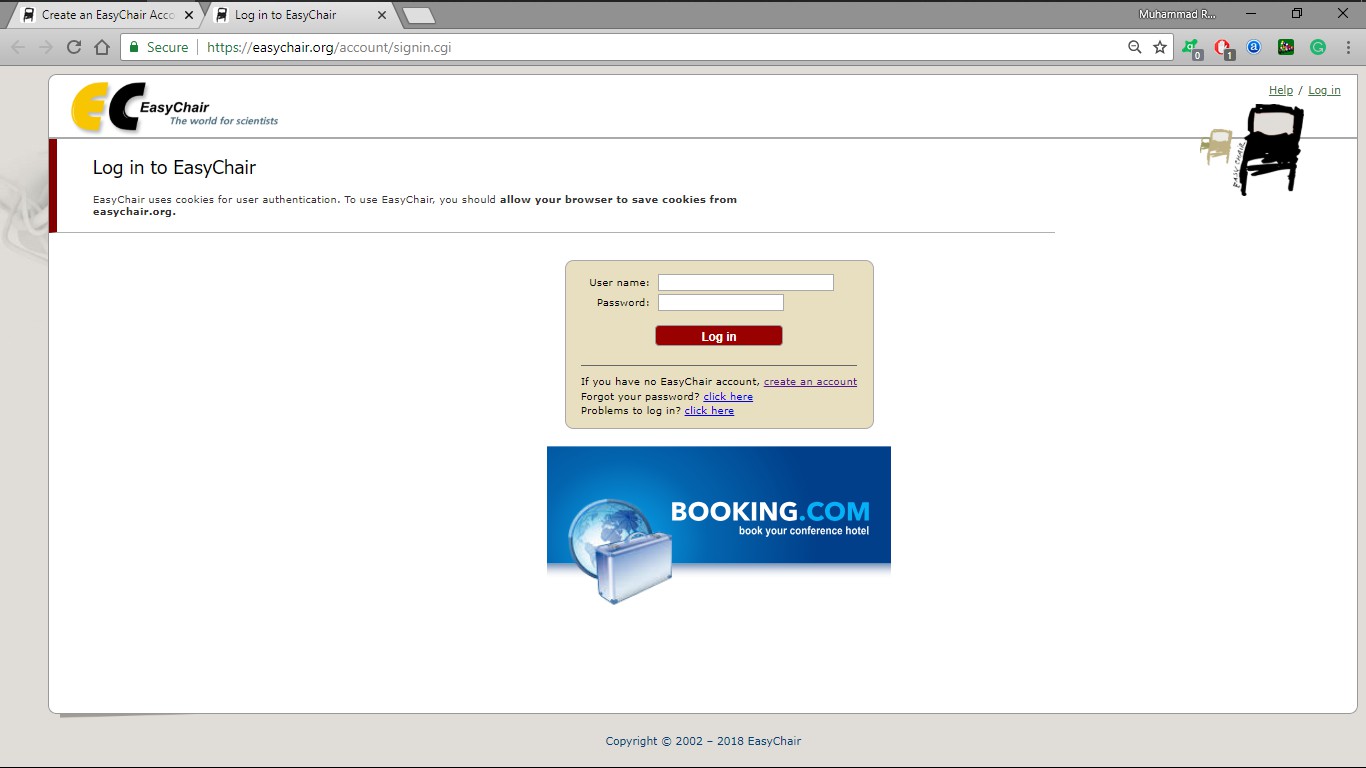 Create an EasyChair Acco
Log in to EasyChair
Muhammad R...
Secure
https://easychair.org/account/signin.cgi
0
1
a
EC
EasyChair
The world for scientists
Help / Log in
EASY CHAIR
Log in to EasyChair
EasyChair uses cookies for user authentication. To use EasyChair, you should allow your browser to save cookies from
easychair.org.
User name:
Password:
Log in
If you have no EasyChair account, create an account
Forgot your password? click here
Problems to log in? click here
BOOKING.COM
book your conference hotel
Copyright © 2002 – 2018 EasyChair